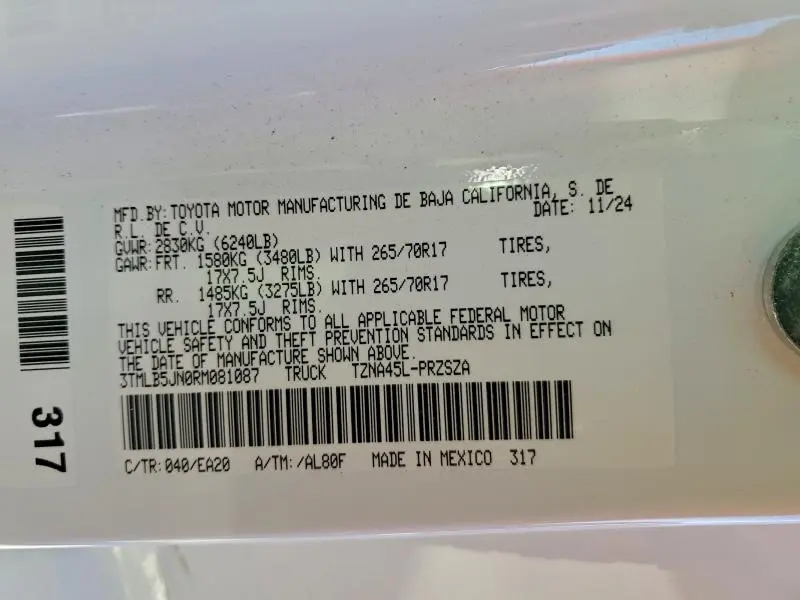 MFD.BY:TOYOTA MOTOR MANUFACTURING DE BAJA CALIFORNIA, S. DE
R.L. DE C.V. DATE: 11/24
GVWR:2830KG (6240LB)
GAWR:FRT. 1580KG (3480LB) WITH 265/70R17 TIRES,
17X7.5J RIMS.
RR. 1485KG (3275LB) WITH 265/70R17 TIRES,
17X7.5J RIMS.
THIS VEHICLE CONFORMS TO ALL APPLICABLE FEDERAL MOTOR
VEHICLE SAFETY AND THEFT PREVENTION STANDARDS IN EFFECT ON
THE DATE OF MANUFACTURE SHOWN ABOVE.
3TMLB5JN0RM081087 TRUCK TZNA45L-PRZSZA
C/TR:040/EA20 A/TM:/AL80F MADE IN MEXICO 317
317